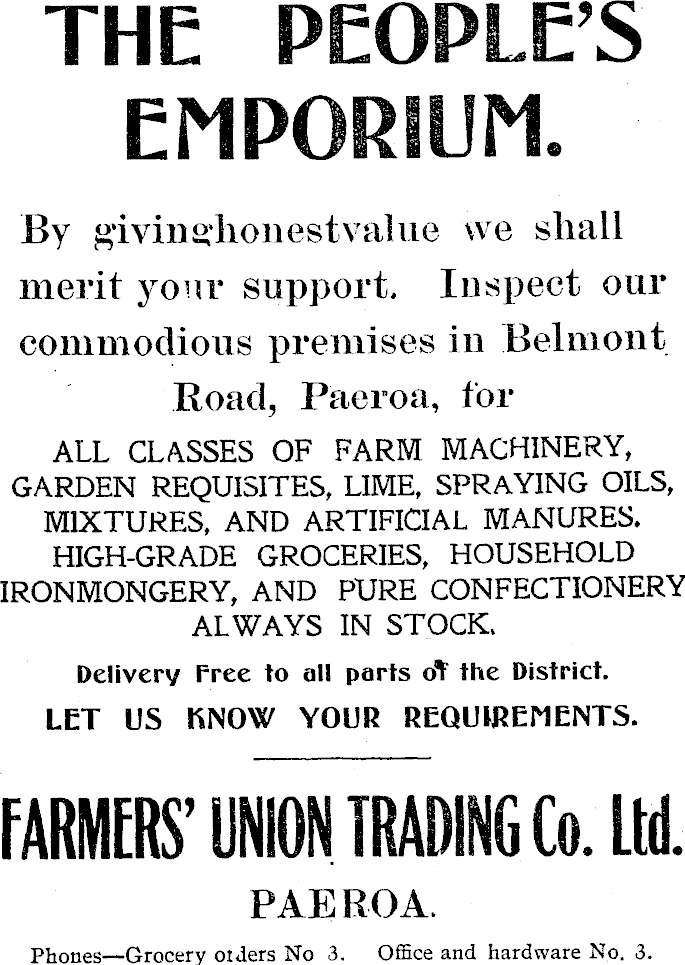 THE PEOPLE'S
EMPORIUM.
By giving honest value we shall
merit your support. Inspect our
commodious premises in Belmont
Road, Paeroa, for
ALL CLASSES OF FARM MACHINERY,
GARDEN REQUISITES, LIME, SPRAYING OILS,
MIXTURES, AND ARTIFICIAL MANURES.
HIGH-GRADE GROCERIES, HOUSEHOLD
IRONMONGERY, AND PURE CONFECTIONERY
ALWAYS IN STOCK.
Delivery Free to all parts of the District.
LET US KNOW YOUR REQUIREMENTS.
FARMERS' UNION TRADING Co. Ltd.
PAEROA.
Phones—Grocery orders No 3. Office and hardware No. 3.